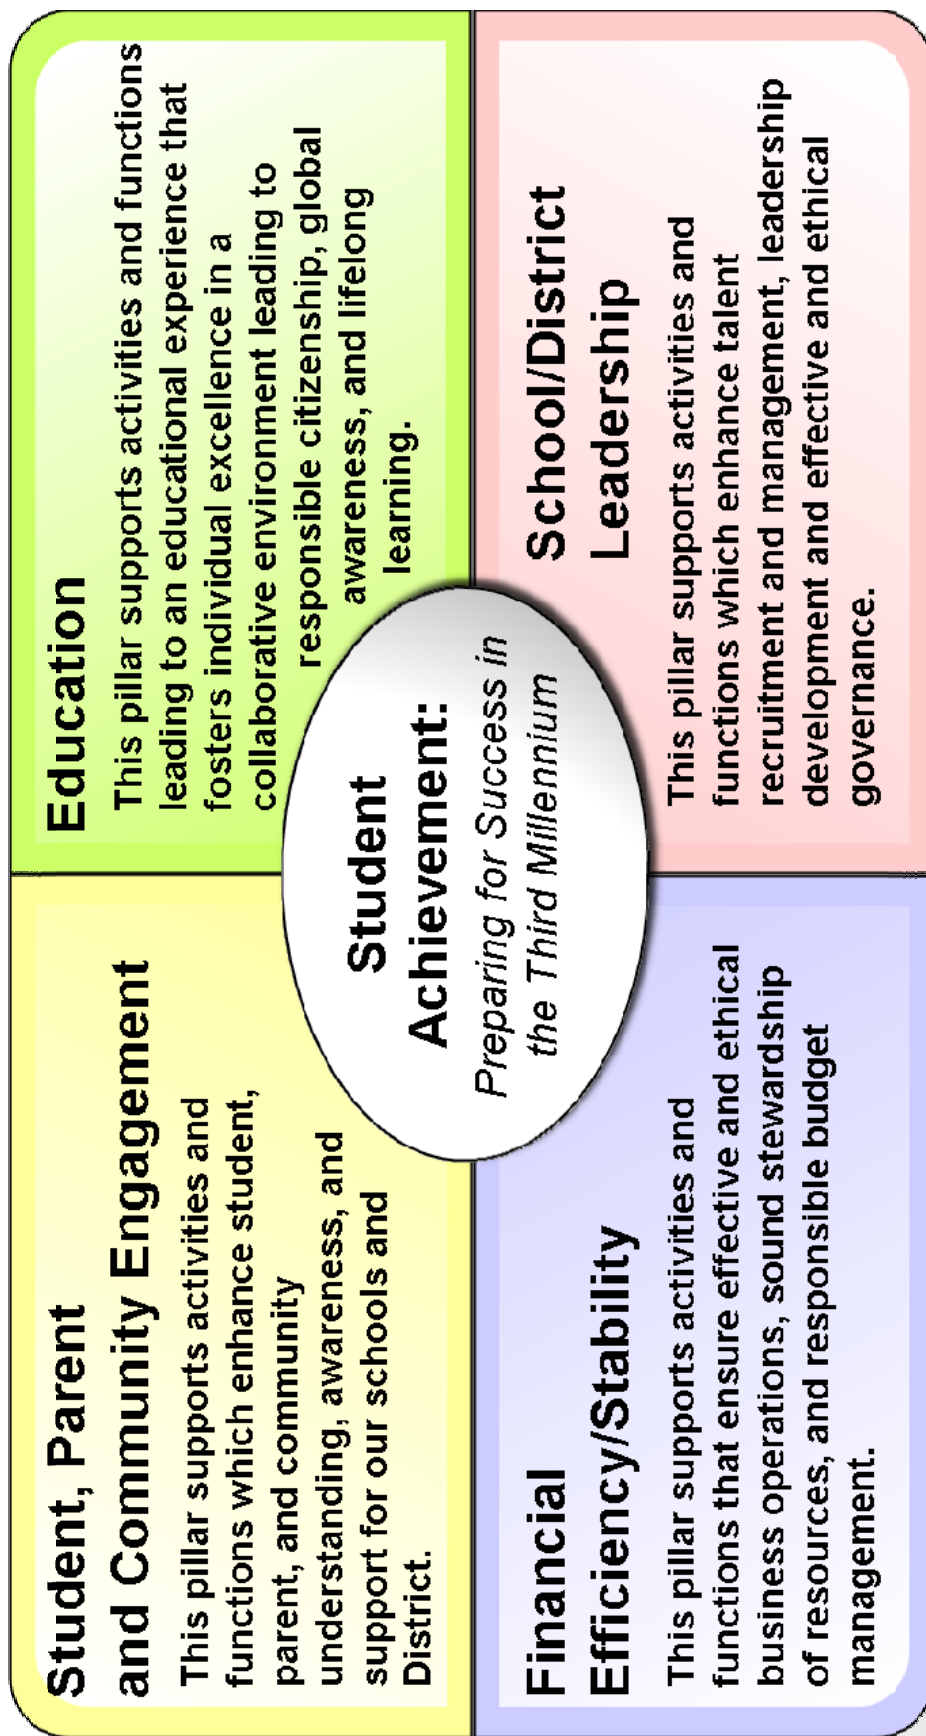 Student, Parent
and Community Engagement
This pillar supports activities and
functions which enhance student,
parent, and community
understanding, awareness, and
support for our schools and
District.
Education
This pillar supports activities and functions
leading to an educational experience that
fosters individual excellence in a
collaborative environment leading to
responsible citizenship, global
awareness, and lifelong
learning.
Student
Achievement:
Preparing for Success in
the Third Millennium
Financial
Efficiency/Stability
This pillar supports activities and
functions that ensure effective and ethical
business operations, sound stewardship
of resources, and responsible budget
management.
School/District
Leadership
This pillar supports activities and
functions which enhance talent
recruitment and management, leadership
development and effective and ethical
governance.